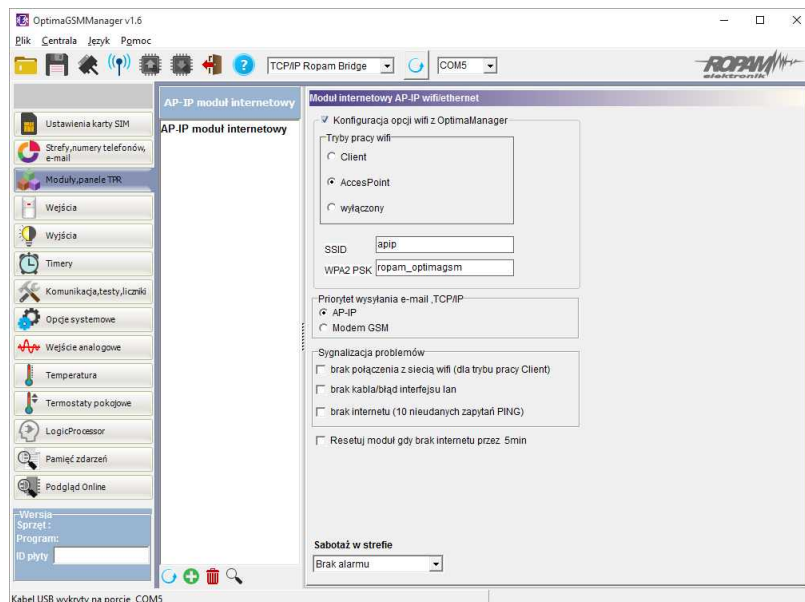 OptimaGSMManager v1.6
Plik Centrala Język Pomoc
TCP/IP Ropam Bridge
COM5
ROPAM
elektronik
Ustawienia karty SIM
Strefy,numery telefonów,
e-mail
Moduły,panele TPR
Wejścia
Wyjścia
Timery
Komunikacja,testy,liczniki
Opcje systemowe
Wejście analogowe
Temperatura
Termostaty pokojowe
LogicProcessor
Pamięć zdarzeń
Podgląd Online
Wersja
Sprzęt :
Program:
ID płyty
AP-IP moduł internetowy
AP-IP moduł internetowy
Moduł internetowy AP-IP wifi/ethernet
Konfiguracja opcji wifi z OptimaManager
Tryby pracy wifi
Client
AccesPoint
wyłączony
SSID apip
WPA2 PSK ropam_optimagsm
Priorytet wysyłania e-mail ,TCP/IP
AP-IP
Modem GSM
Sygnalizacja problemów
brak połączenia z siecią wifi (dla trybu pracy Client)
brak kabla/błąd interfejsu lan
brak internetu (10 nieudanych zapytań PING)
Resetuj moduł gdy brak internetu przez 5min
Sabotaż w strefie
Brak alarmu
Kabel USB wykryty na porcie COM5